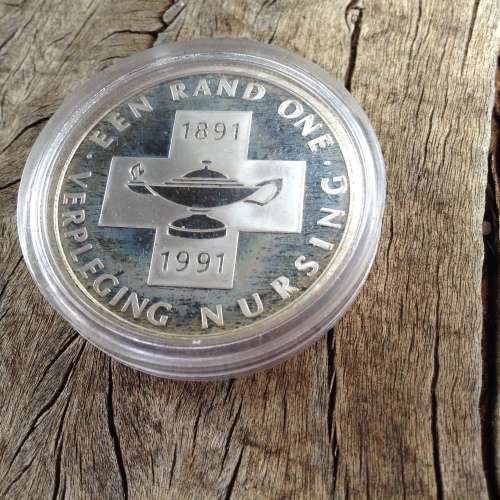 · EEN RAND ONE ·
1891
1991
VERPLEGING NURSING